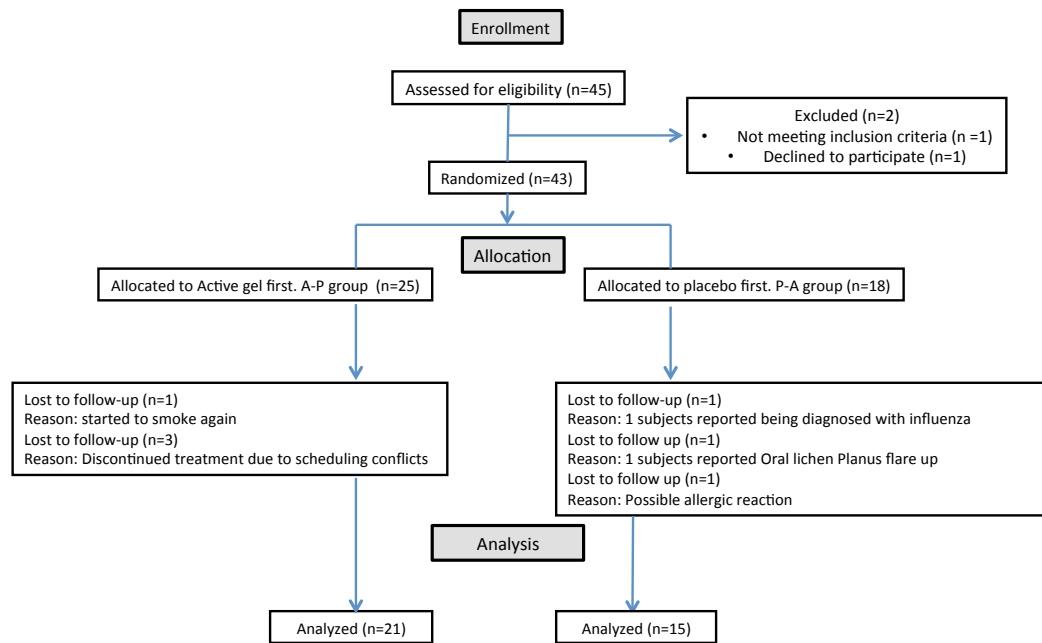 Enrollment
Assessed for eligibility (n=45)
Excluded (n=2)
• Not meeting inclusion criteria (n =1)
• Declined to participate (n=1)
Randomized (n=43)
Allocation
Allocated to Active gel first. A-P group (n=25)
Allocated to placebo first. P-A group (n=18)
Lost to follow-up (n=1)
Reason: started to smoke again
Lost to follow-up (n=3)
Reason: Discontinued treatment due to scheduling conflicts
Lost to follow-up (n=1)
Reason: 1 subjects reported being diagnosed with influenza
Lost to follow up (n=1)
Reason: 1 subjects reported Oral lichen Planus flare up
Lost to follow up (n=1)
Reason: Possible allergic reaction
Analysis
Analyzed (n=21)
Analyzed (n=15)